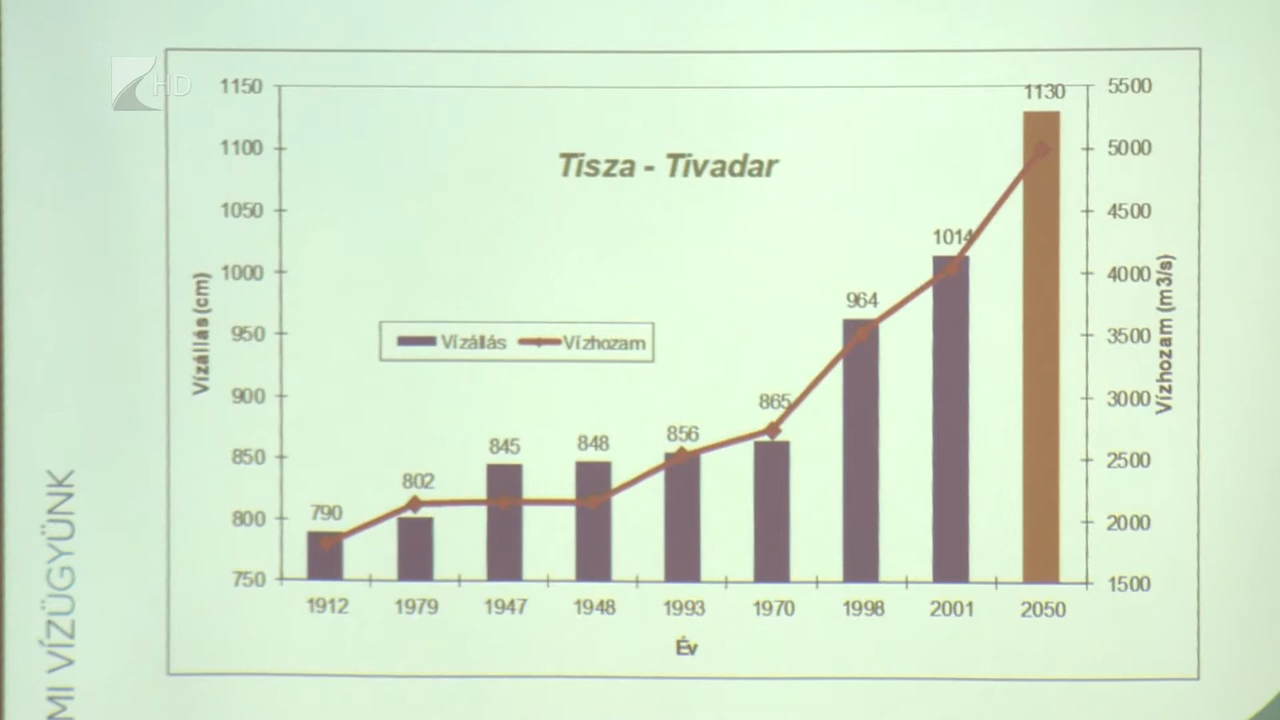 HD
Tisza - Tivadar
Vízállás (cm)
1150
1100
1050
1000
950
900
850
800
750
Vízhozam (m3/s)
5500
5000
4500
4000
3500
3000
2500
2000
1500
Vízállás Vízhozam
790 802 845 848 856 865 964 1014 1130
1912 1979 1947 1948 1993 1970 1998 2001 2050
Év
MI VÍZÜGYÜNK